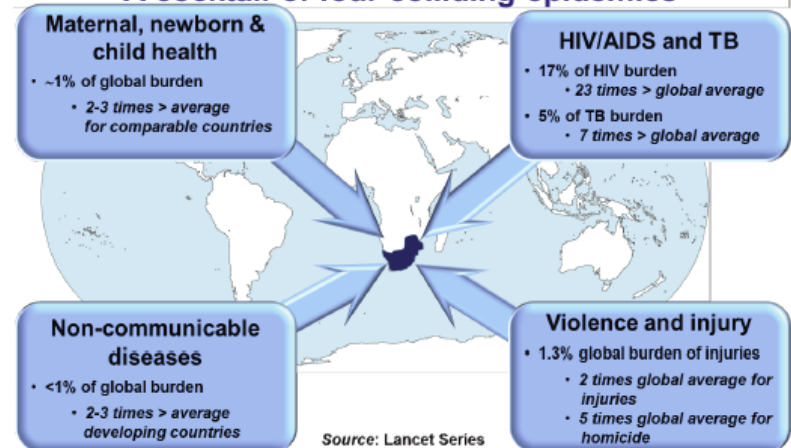 Maternal, newborn &
child health
· ~1% of global burden
· 2-3 times > average
for comparable countries
HIV/AIDS and TB
· 17% of HIV burden
· 23 times > global average
· 5% of TB burden
· 7 times > global average
Non-communicable
diseases
· <1% of global burden
· 2-3 times > average
developing countries
Violence and injury
· 1.3% global burden of injuries
· 2 times global average for
injuries
· 5 times global average for
homicide
Source: Lancet Series